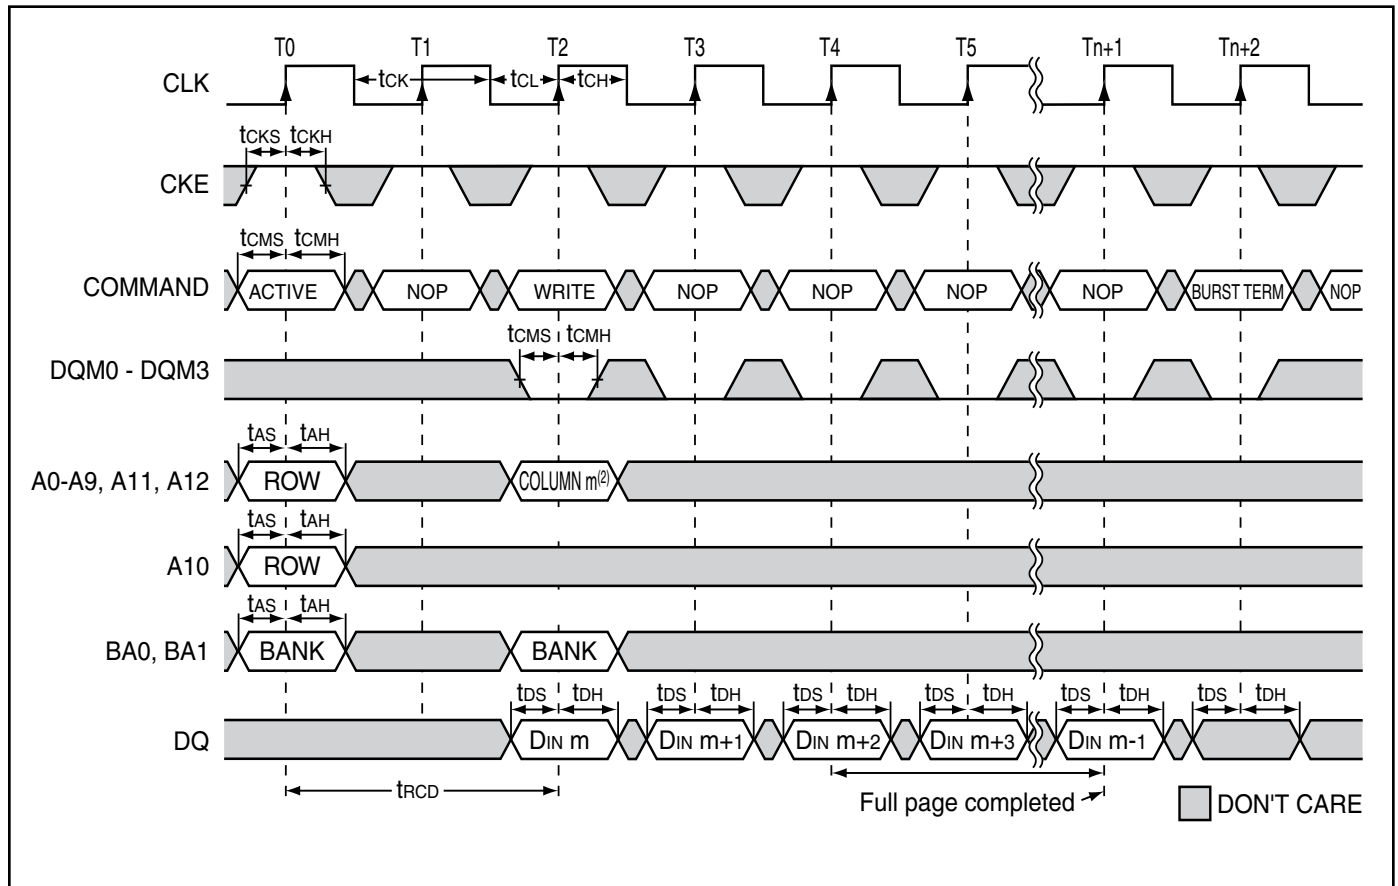 T0 T1 T2 T3 T4 T5 Tn+1 Tn+2
CLK tCK tCL tCH
tCKS tCKH
CKE
tCMS tCMH
COMMAND ACTIVE NOP WRITE NOP NOP NOP NOP BURST TERM NOP
tCMS tCMH
DQM0 - DQM3
tAS tAH
A0-A9, A11, A12 ROW COLUMN m(2)
tAS tAH
A10 ROW
tAS tAH
BA0, BA1 BANK BANK
tDS tDH tDS tDH tDS tDH tDS tDH tDS tDH tDS tDH
DQ DIN m DIN m+1 DIN m+2 DIN m+3 DIN m-1
tRCD
Full page completed DON'T CARE